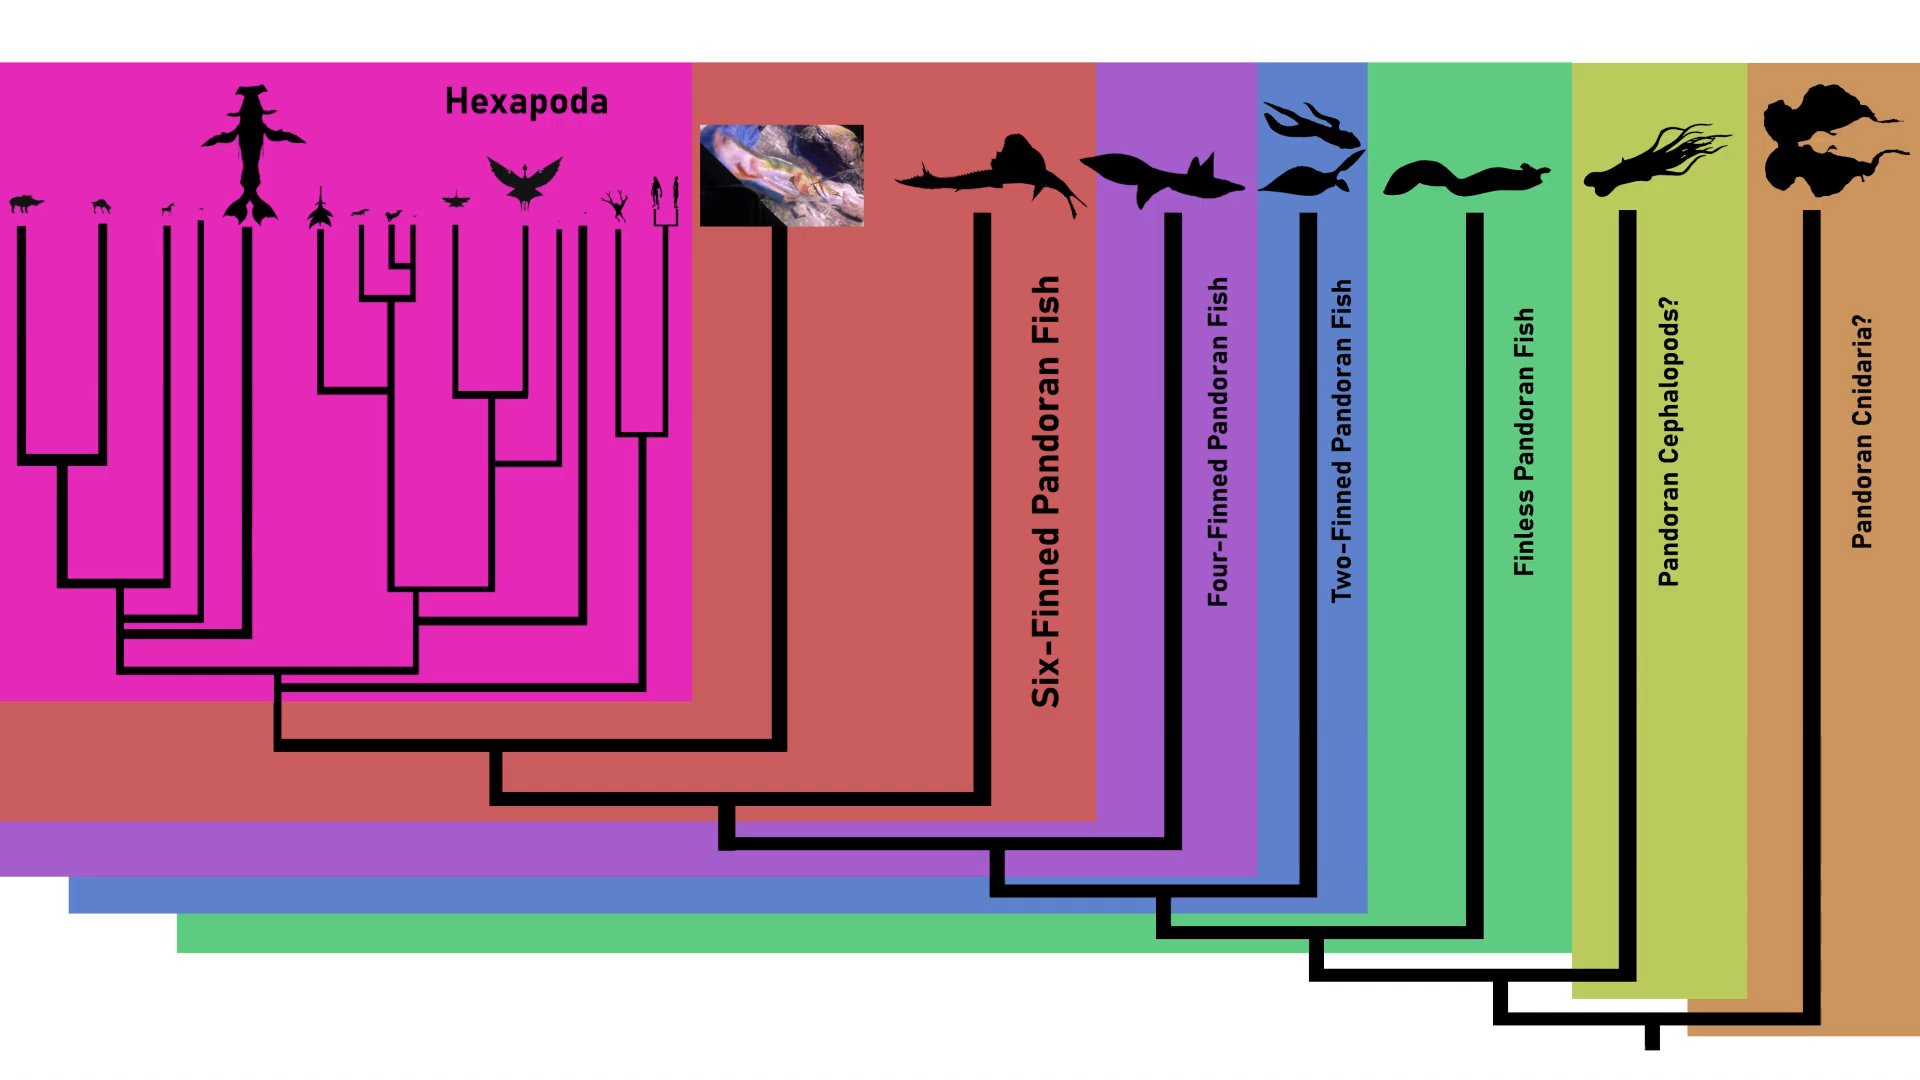 Hexapoda
Six-Finned Pandoran Fish
Four-Finned Pandoran Fish
Two-Finned Pandoran Fish
Finless Pandoran Fish
Pandoran Cephalopods?
Pandoran Cnidaria?